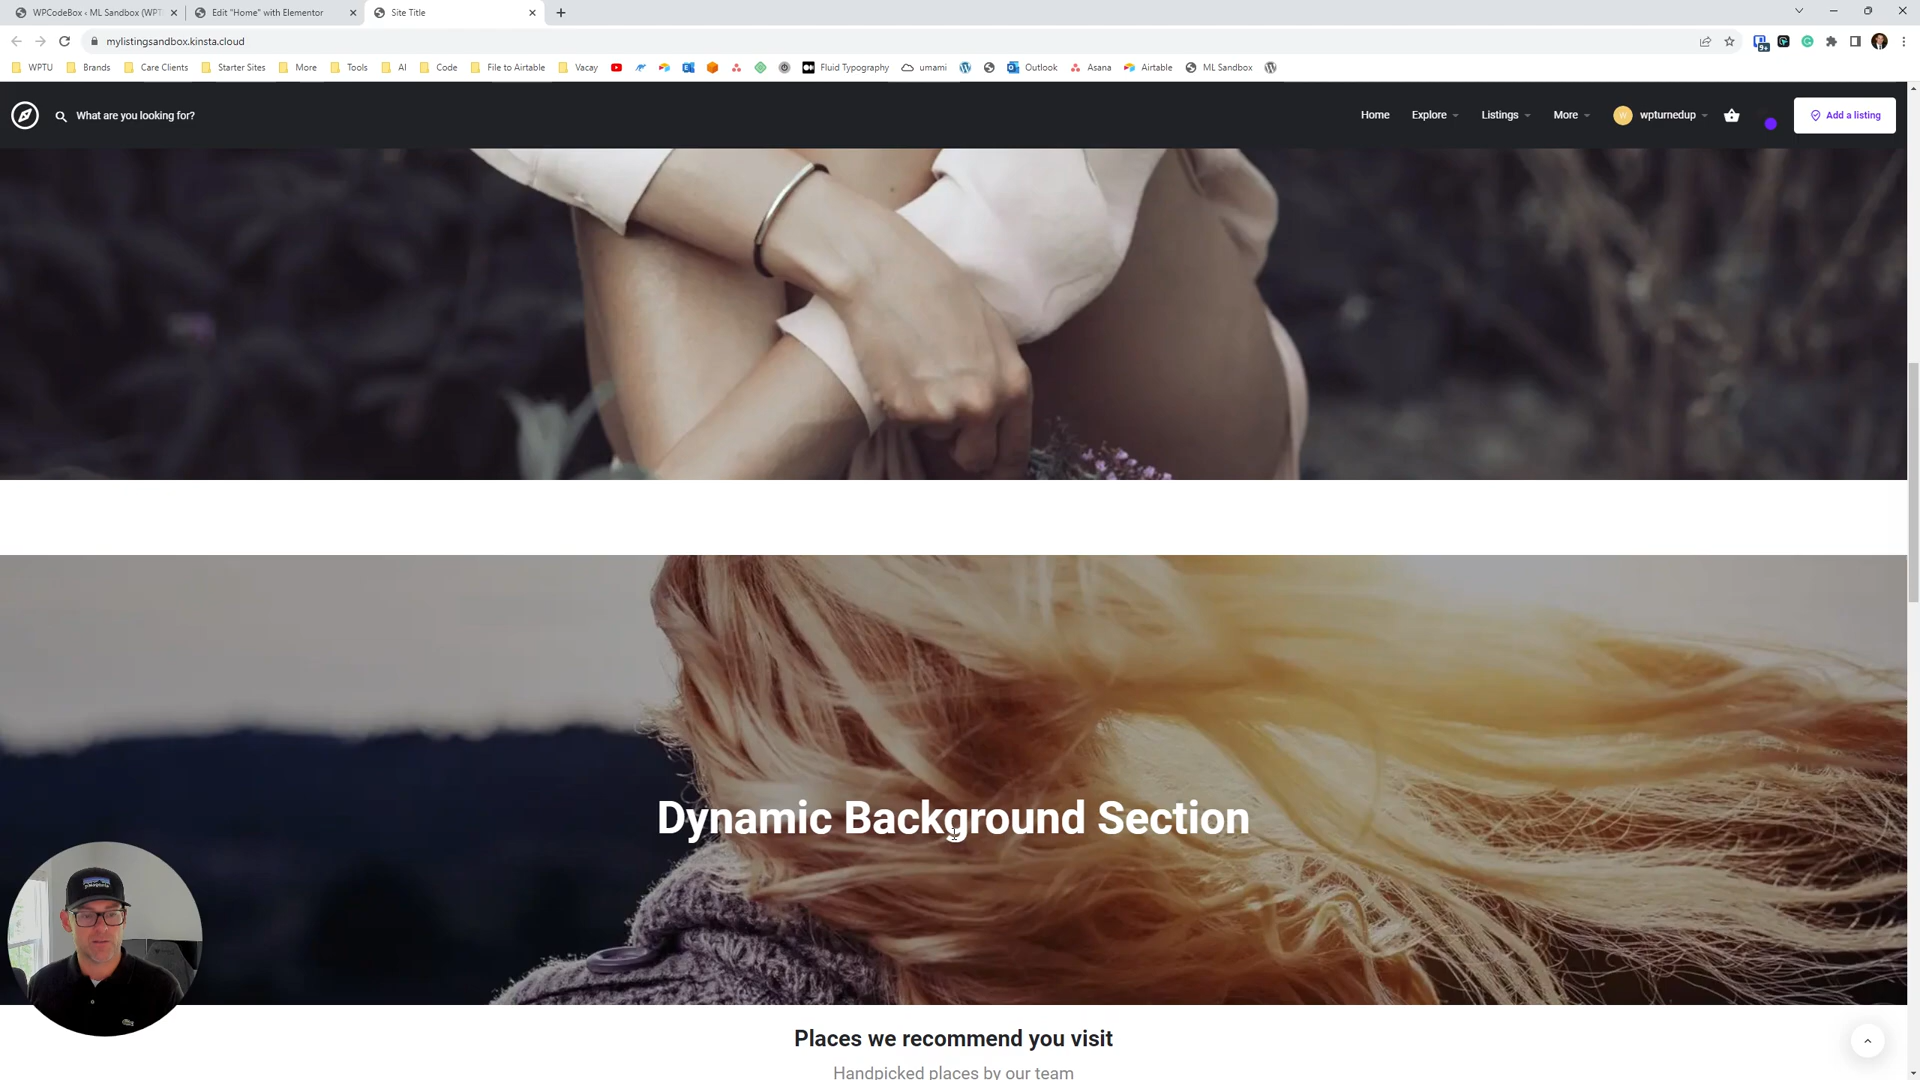 WPCodeBox ‹ ML Sandbox (WPT
Edit "Home" with Elementor
Site Title
mylistingsandbox.kinsta.cloud
9+
WPTU
Brands
Care Clients
Starter Sites
More
Tools
AI
Code
File to Airtable
Vacay
Fluid Typography
umami
Outlook
Asana
Airtable
ML Sandbox
What are you looking for?
Home
Explore
Listings
More
W
wpturnedup
Add a listing
Dynamic Background Section
Places we recommend you visit
Handpicked places by our team